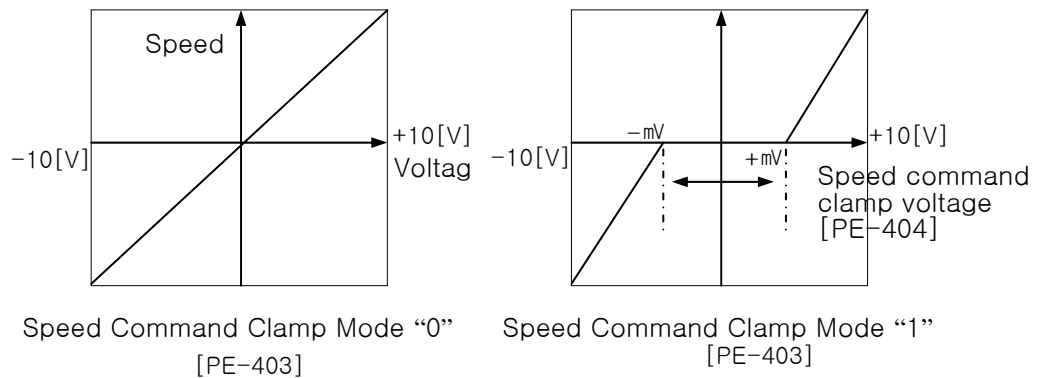 Speed
-10[V]
+10[V]
Voltag
Speed Command Clamp Mode “0”
[PE-403]
-mV
-10[V]
+10[V]
+mV
Speed command
clamp voltage
[PE-404]
Speed Command Clamp Mode “1”
[PE-403]